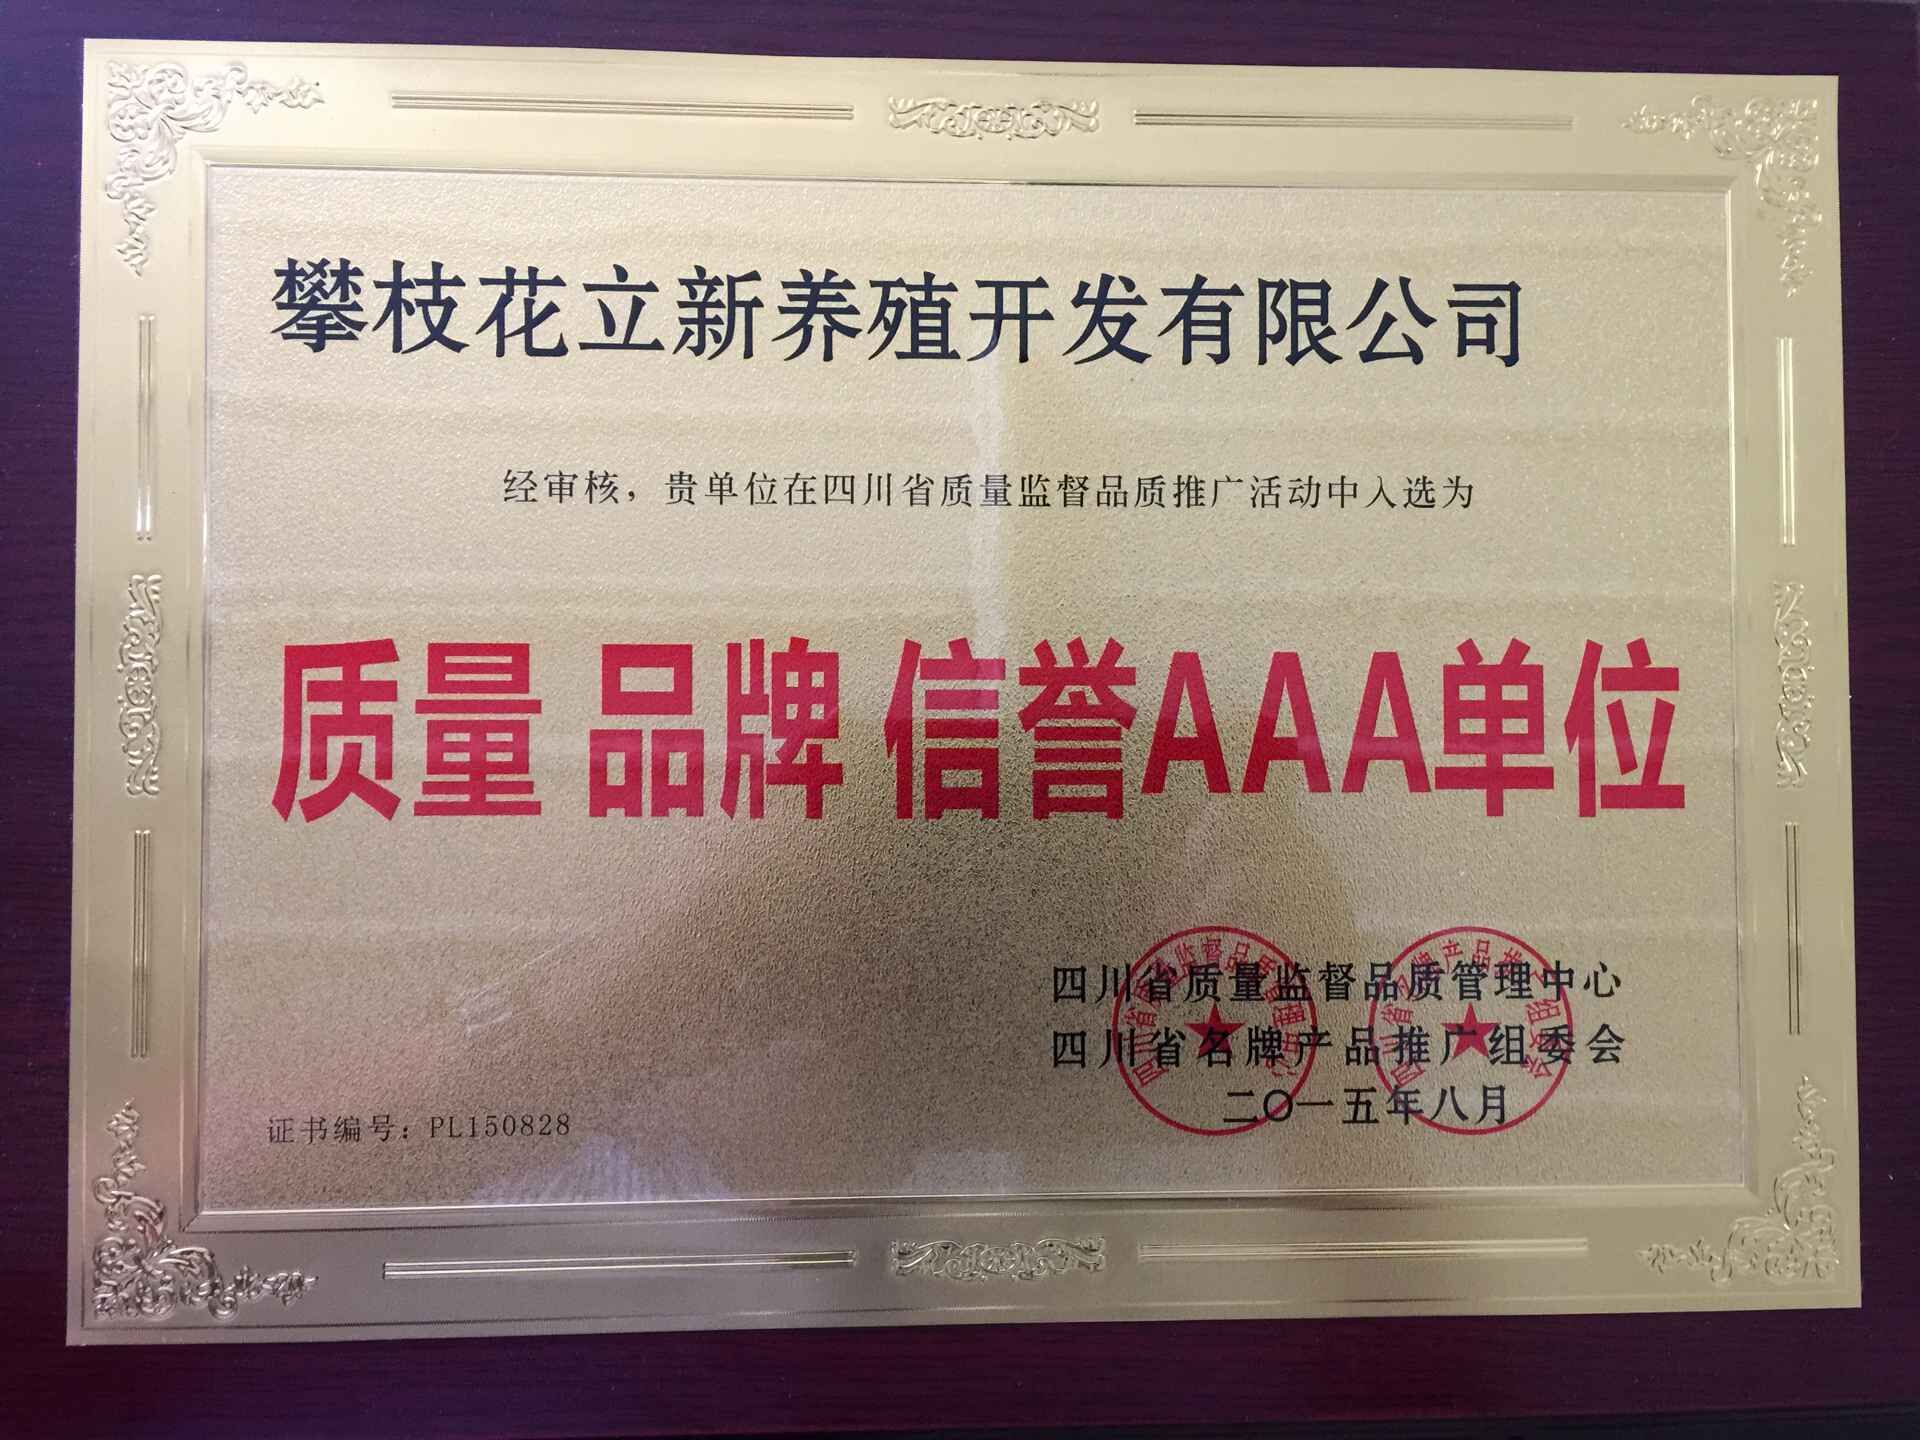 攀枝花立新养殖开发有限公司
经审核，贵单位在四川省质量监督品质推广活动中入选为
质量 品牌 信誉AAA单位
四川省质量监督品质管理中心
四川省名牌产品推广组委会
二〇一五年八月
证书编号：PL150828